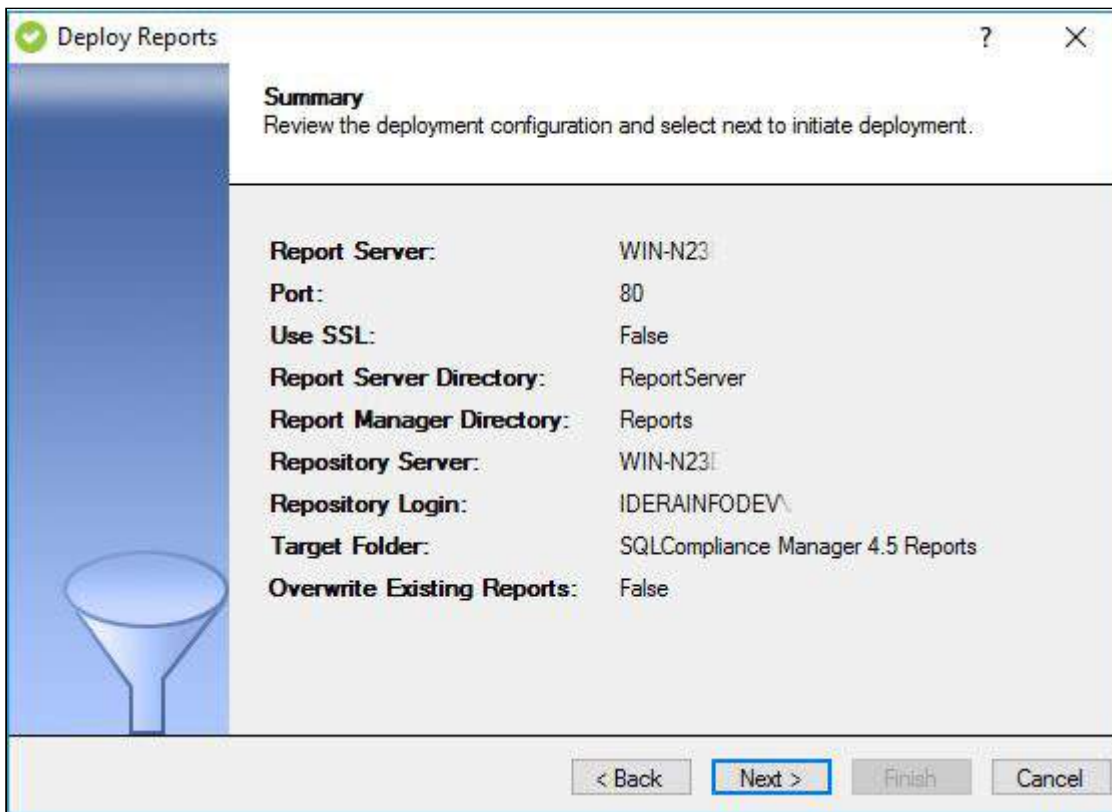 Deploy Reports ? X
Summary
Review the deployment configuration and select next to initiate deployment.
Report Server: WIN-N23
Port: 80
Use SSL: False
Report Server Directory: ReportServer
Report Manager Directory: Reports
Repository Server: WIN-N23
Repository Login: IDERAINFODEV\
Target Folder: SQLCompliance Manager 4.5 Reports
Overwrite Existing Reports: False
< Back Next > Finish Cancel